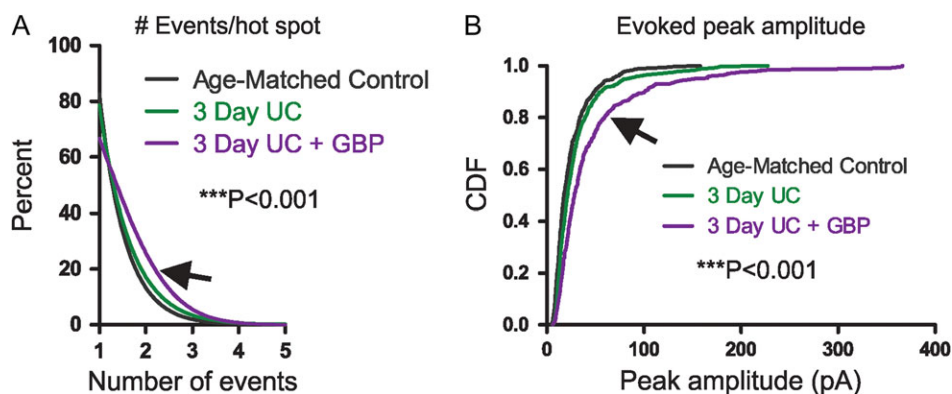 A
# Events/hot spot
Percent
100
80
60
40
20
0
Age-Matched Control
3 Day UC
3 Day UC + GBP
***P<0.001
1 2 3 4 5
Number of events
B
Evoked peak amplitude
CDF
1.0
0.8
0.6
0.4
0.2
0.0
Age-Matched Control
3 Day UC
3 Day UC + GBP
***P<0.001
0 100 200 300 400
Peak amplitude (pA)